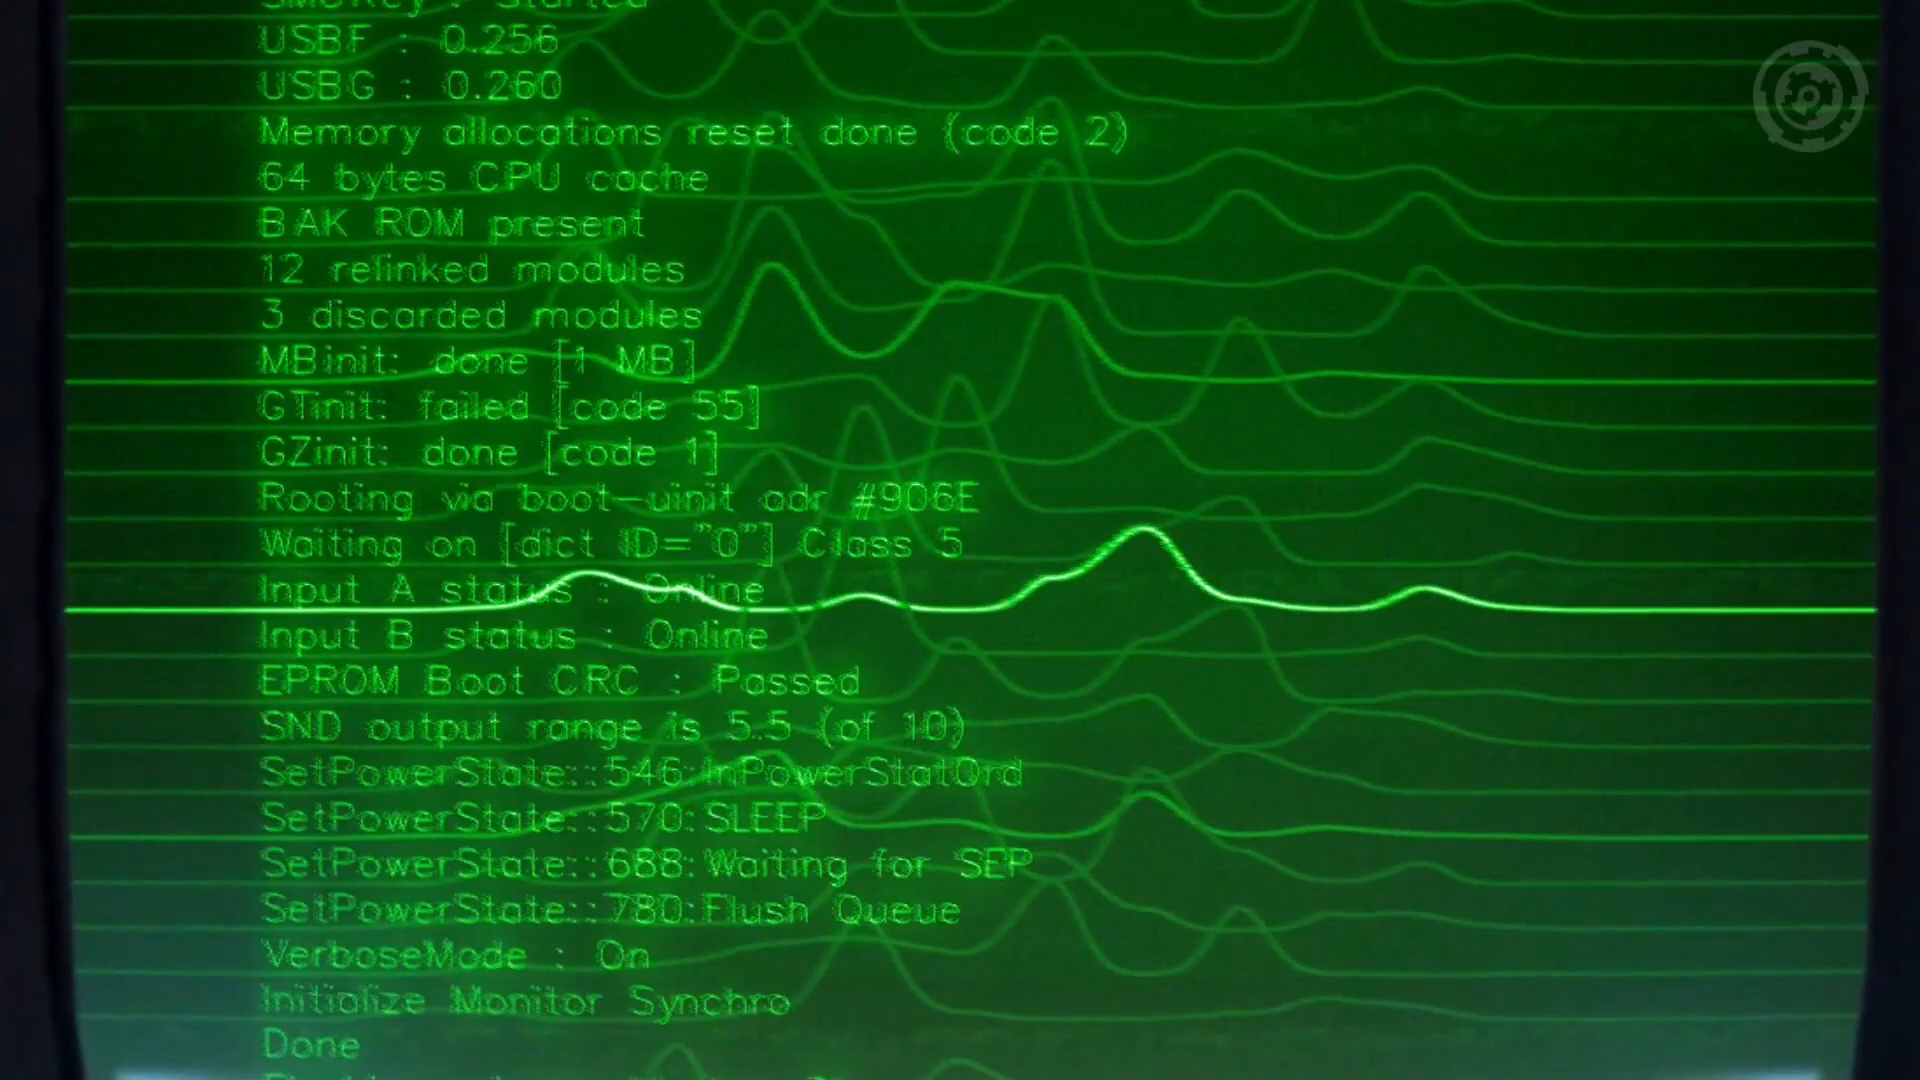 SMCKey : Started
USBF : 0.256
USBG : 0.260
Memory allocations reset done (code 2)
64 bytes CPU cache
BAK ROM present
12 relinked modules
3 discarded modules
MBinit: done [1 MB]
GTinit: failed [code 55]
GZinit: done [code 1]
Rooting via boot-uinit adr #906E
Waiting on [dict ID="0"] Class 5
Input A status : Online
Input B status : Online
EPROM Boot CRC : Passed
SND output range is 5.5 (of 10)
SetPowerState::546:InPowerStatOrd
SetPowerState::570:SLEEP
SetPowerState::688:Waiting for SEP
SetPowerState::780:Flush Queue
VerboseMode : On
Initialize Monitor Synchro
Done